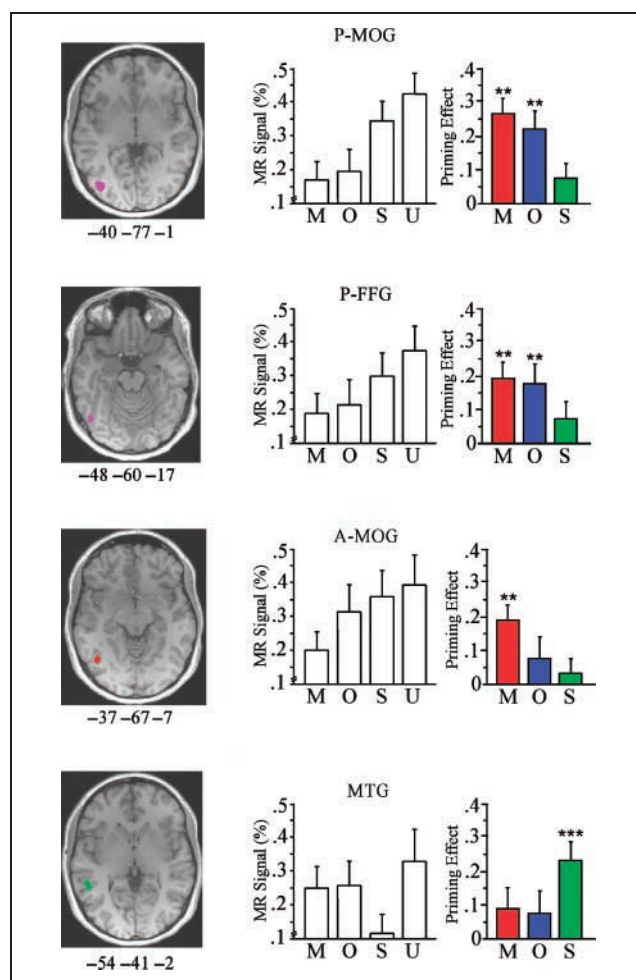 P-MOG
.5
.4
.3
.2
.1
MR Signal (%)
M O S U
.4
.3
.2
.1
0
Priming Effect
** **
M O S
–40 –77 –1
P-FFG
.5
.4
.3
.2
.1
MR Signal (%)
M O S U
.4
.3
.2
.1
0
Priming Effect
** **
M O S
–48 –60 –17
A-MOG
.5
.4
.3
.2
.1
MR Signal (%)
M O S U
.4
.3
.2
.1
0
Priming Effect
**
M O S
–37 –67 –7
MTG
.5
.4
.3
.2
.1
MR Signal (%)
M O S U
.4
.3
.2
.1
0
Priming Effect
***
M O S
–54 –41 –2